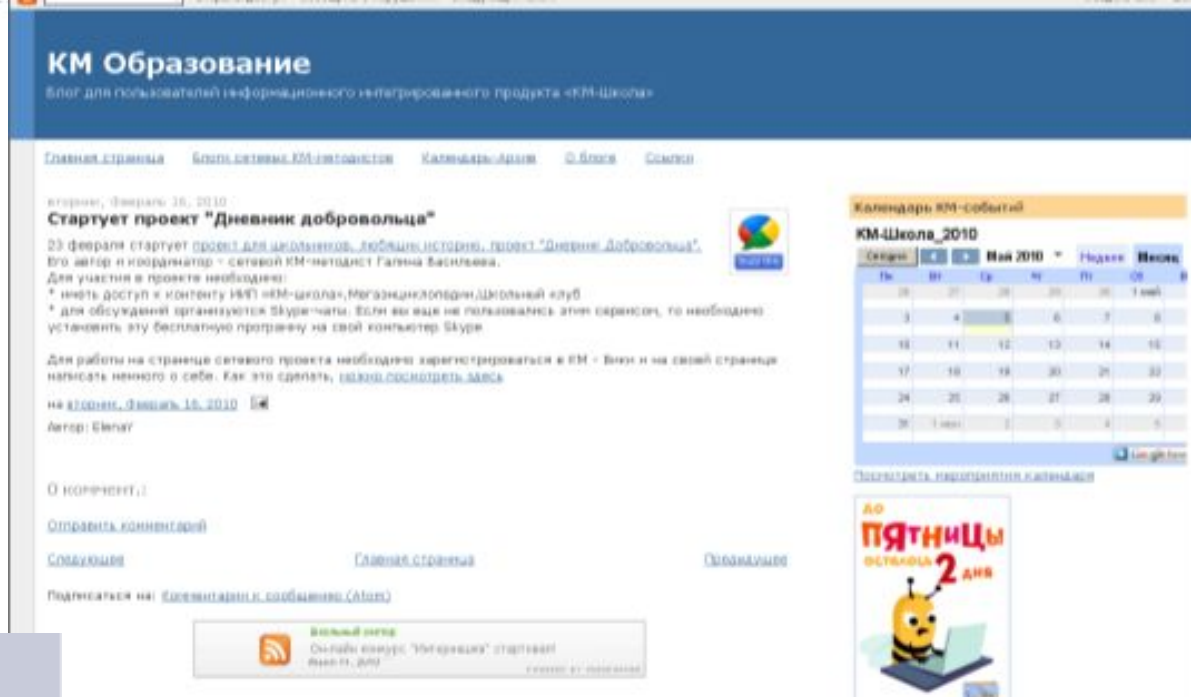 КМ Образование
Блог для пользователей информационного интегрированного продукта «КМ-Школа»
Главная страница Блоги сетевых КМ-методистов Календарь-Архив О блоге Ссылки
вторник, Февраль 16, 2010
Стартует проект "Дневник добровольца"
23 февраля стартует проект для школьников, любящих историю, проект "Дневник Добровольца".
Его автор и координатор - сетевой КМ-методист Галина Васильева.
Для участия в проекте необходимо:
* иметь доступ к контенту ИИП «КМ-школа»,Мегаэнциклопедии,Школьный клуб
* для обсуждений организуются Skype-чаты. Если вы еще не пользовались этим сервисом, то необходимо
установить эту бесплатную программу на свой компьютер Skype
Для работы на странице сетевого проекта необходимо зарегистрироваться в КМ - Вики и на своей странице
написать немного о себе. Как это сделать, можно посмотреть здесь
на вторник, Февраль 16, 2010
Автор: ElenaY
0 коммент.:
Отправить комментарий
Следующее Главная страница Предыдущее
Подписаться на: Комментарии к сообщению (Atom)
Школьный сектор
Он-лайн конкурс "Интернешка" стартовал!
Календарь КМ-событий
КМ-Школа_2010
Сегодня Май 2010 Неделя Месяц
Пн Вт Ср Чт Пт Сб
26 27 28 29 30 1 май
3 4 5 6 7 8
10 11 12 13 14 15
17 18 19 20 21 22
24 25 26 27 28 29
31 1 июн 2 3 4 5
Посмотреть мероприятия календаря
до
пятницы
осталось 2 дня